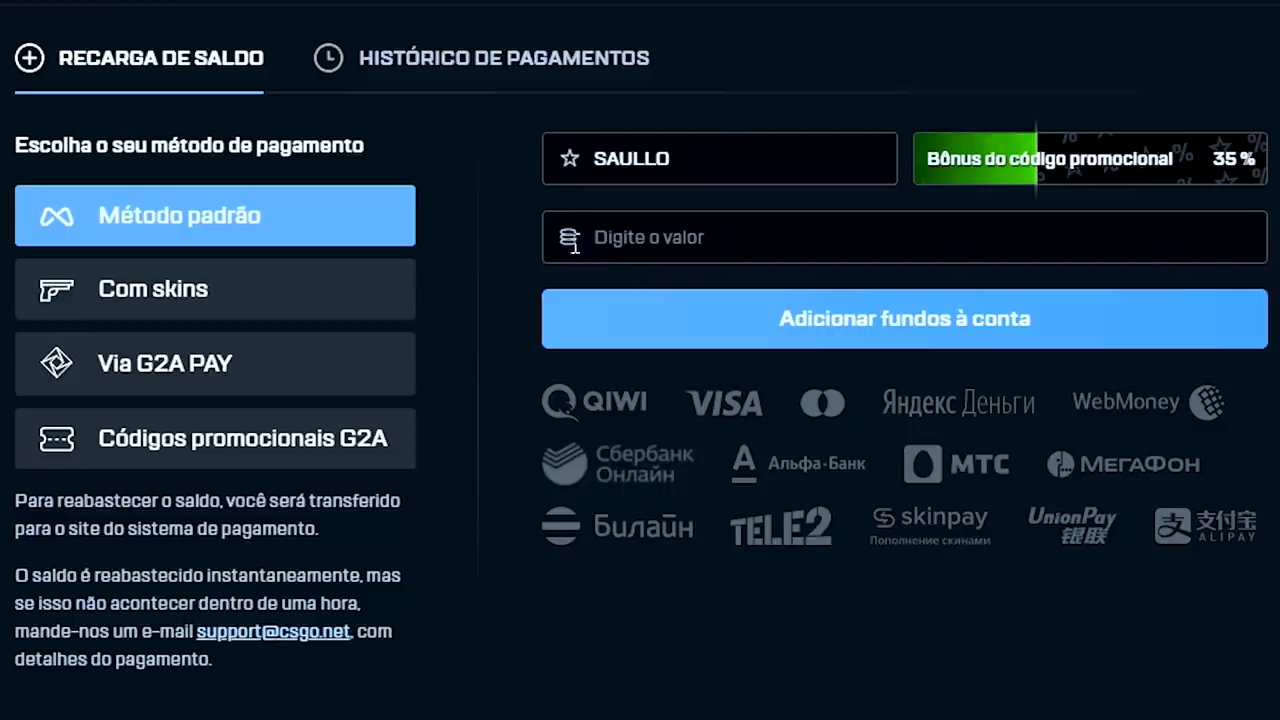 RECARGA DE SALDO
HISTÓRICO DE PAGAMENTOS
Escolha o seu método de pagamento
Método padrão
Com skins
Via G2A PAY
Códigos promocionais G2A
Para reabastecer o saldo, você será transferido
para o site do sistema de pagamento.
O saldo é reabastecido instantaneamente, mas
se isso não acontecer dentro de uma hora,
mande-nos um e-mail support@csgo.net, com
detalhes do pagamento.
SAULLO
Bônus do código promocional 35 %
Digite o valor
Adicionar fundos à conta
QIWI VISA Яндекс Деньги WebMoney
Сбербанк
Онлайн
Альфа-Банк МТС МЕГАФОН
Билайн TELE2
skinpay
Пополнение скинами
UnionPay
银联
支付宝
ALIPAY